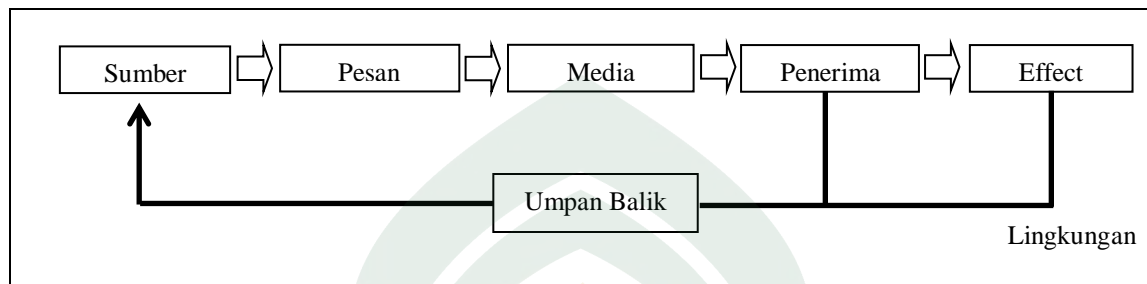 Sumber
Pesan
Media
Penerima
Effect
Umpan Balik
Lingkungan